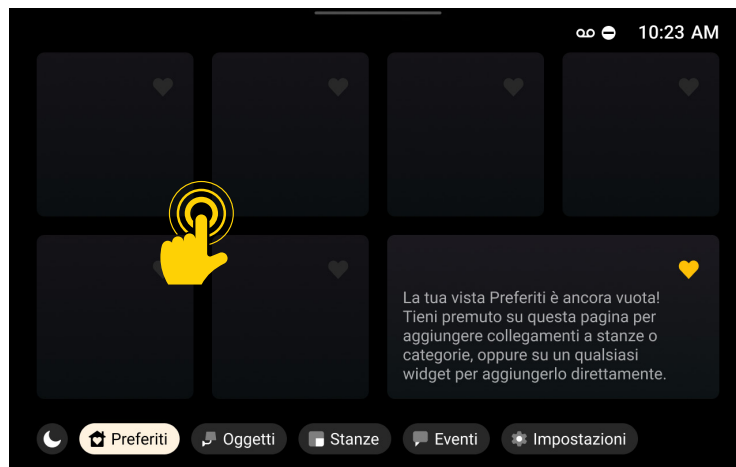 10:23 AM
La tua vista Preferiti è ancora vuota!
Tieni premuto su questa pagina per
aggiungere collegamenti a stanze o
categorie, oppure su un qualsiasi
widget per aggiungerlo direttamente.
Preferiti Oggetti Stanze Eventi Impostazioni